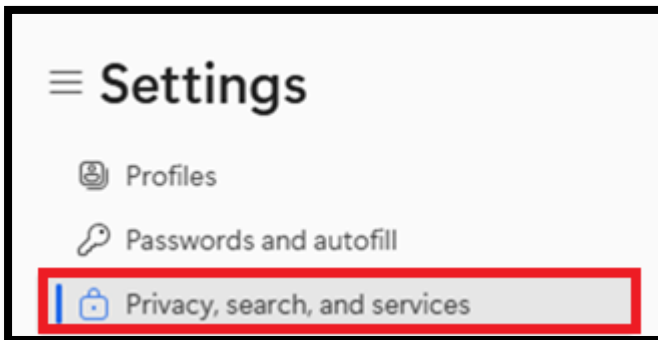 Settings
Profiles
Passwords and autofill
Privacy, search, and services